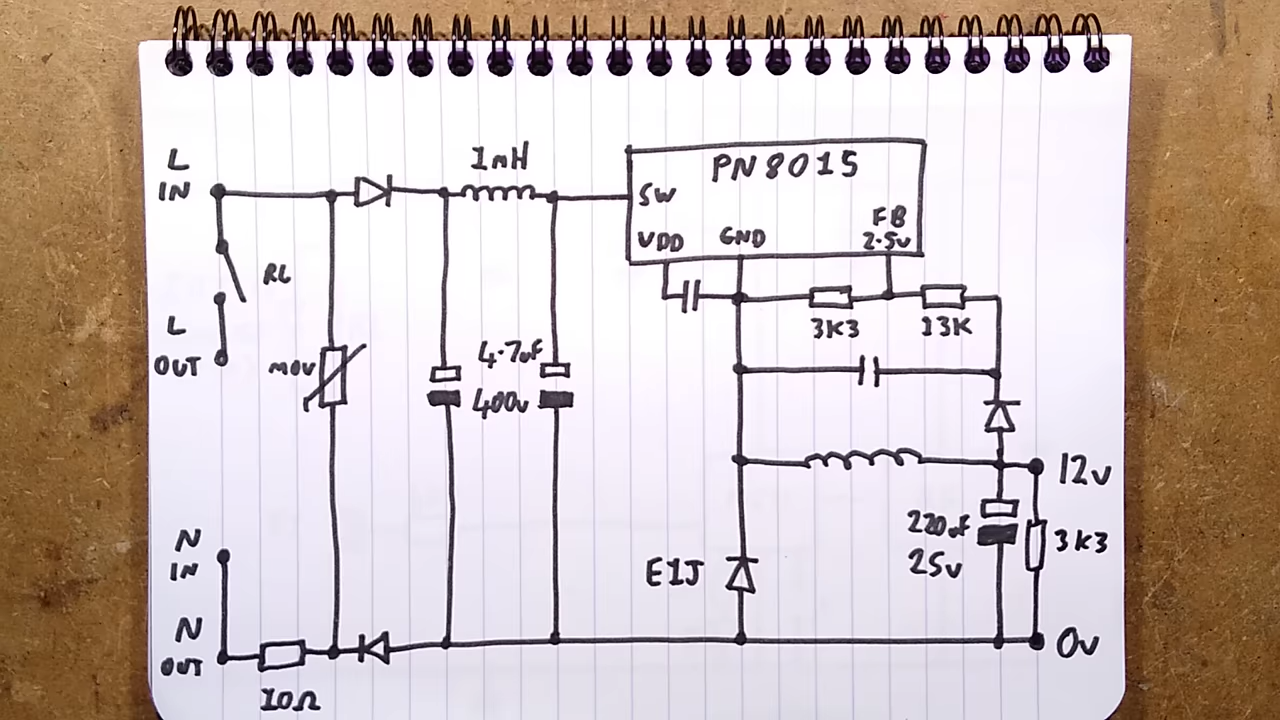 L
IN
RL
L
OUT
MOV
N
IN
N
OUT
10Ω
1mH
4.7uF
400v
PN8015
SW
VDD
GND
FB
2.5v
3K3
13K
12v
220uF
25v
3K3
E1J
0v